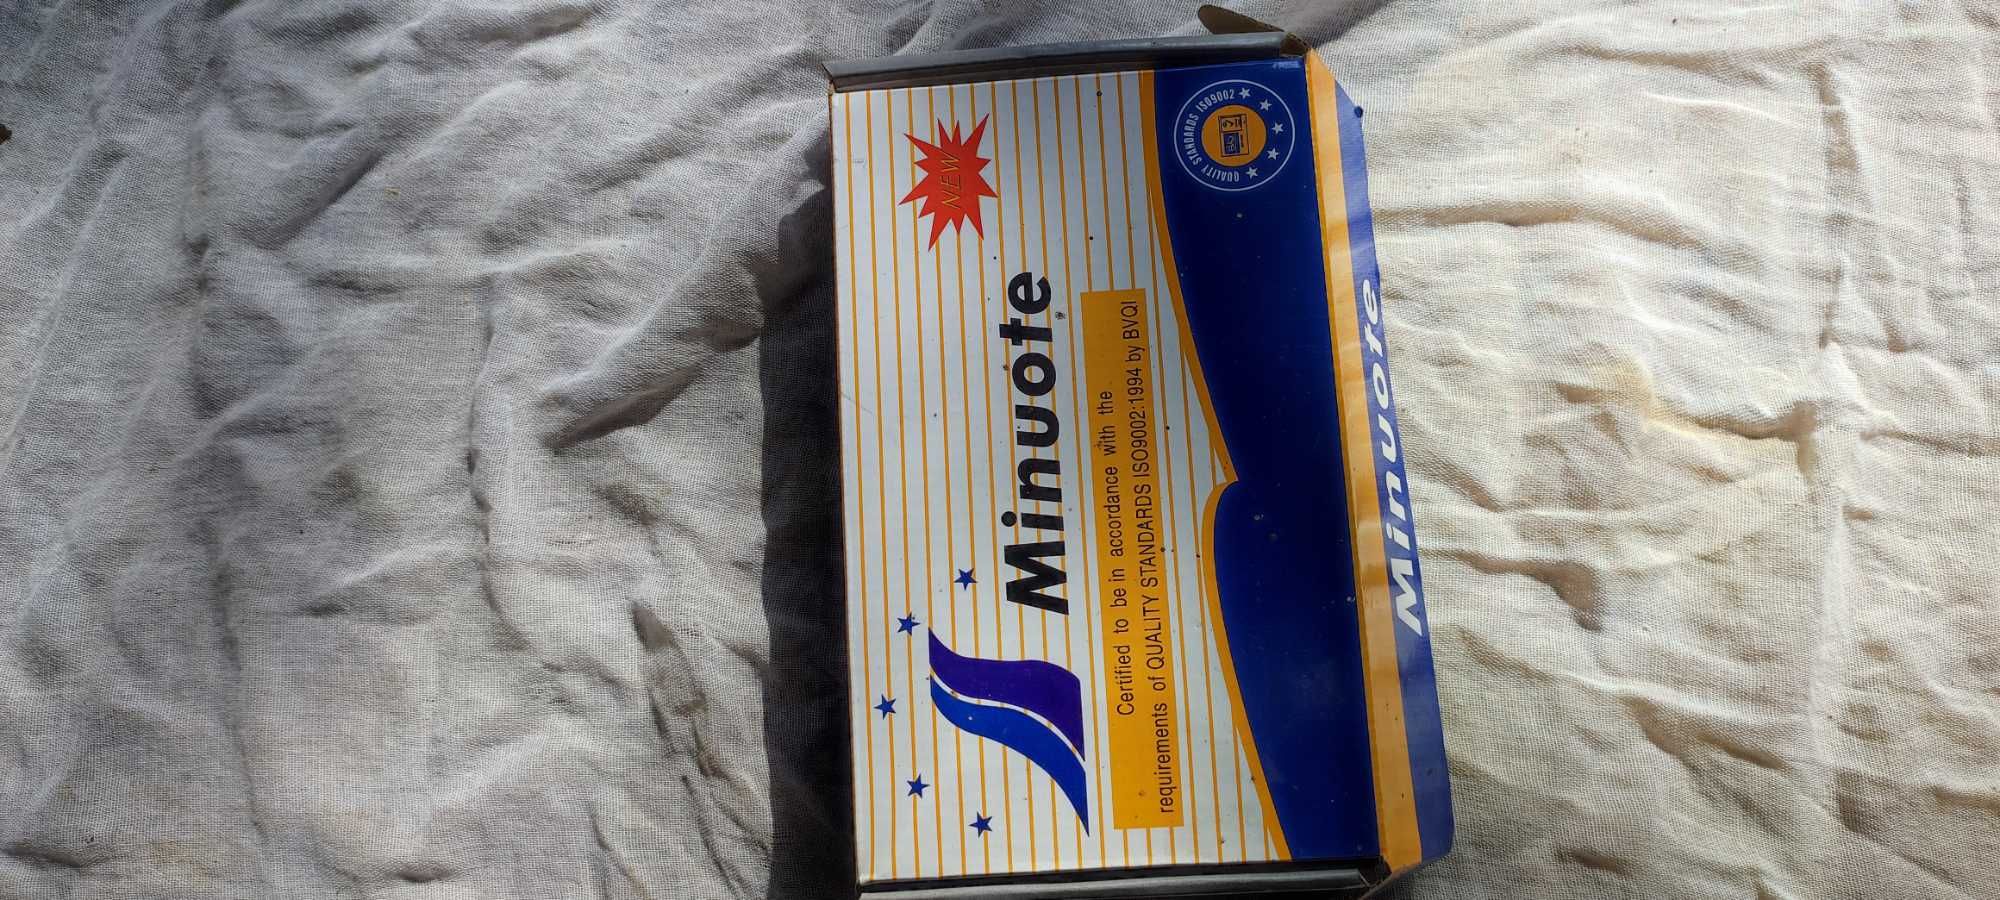 QUALITY STANDARDS ISO9002
NEW
Minuote
Certified to be in accordance with the
requirements of QUALITY STANDARDS ISO9002:1994 by BVQI
Minuote